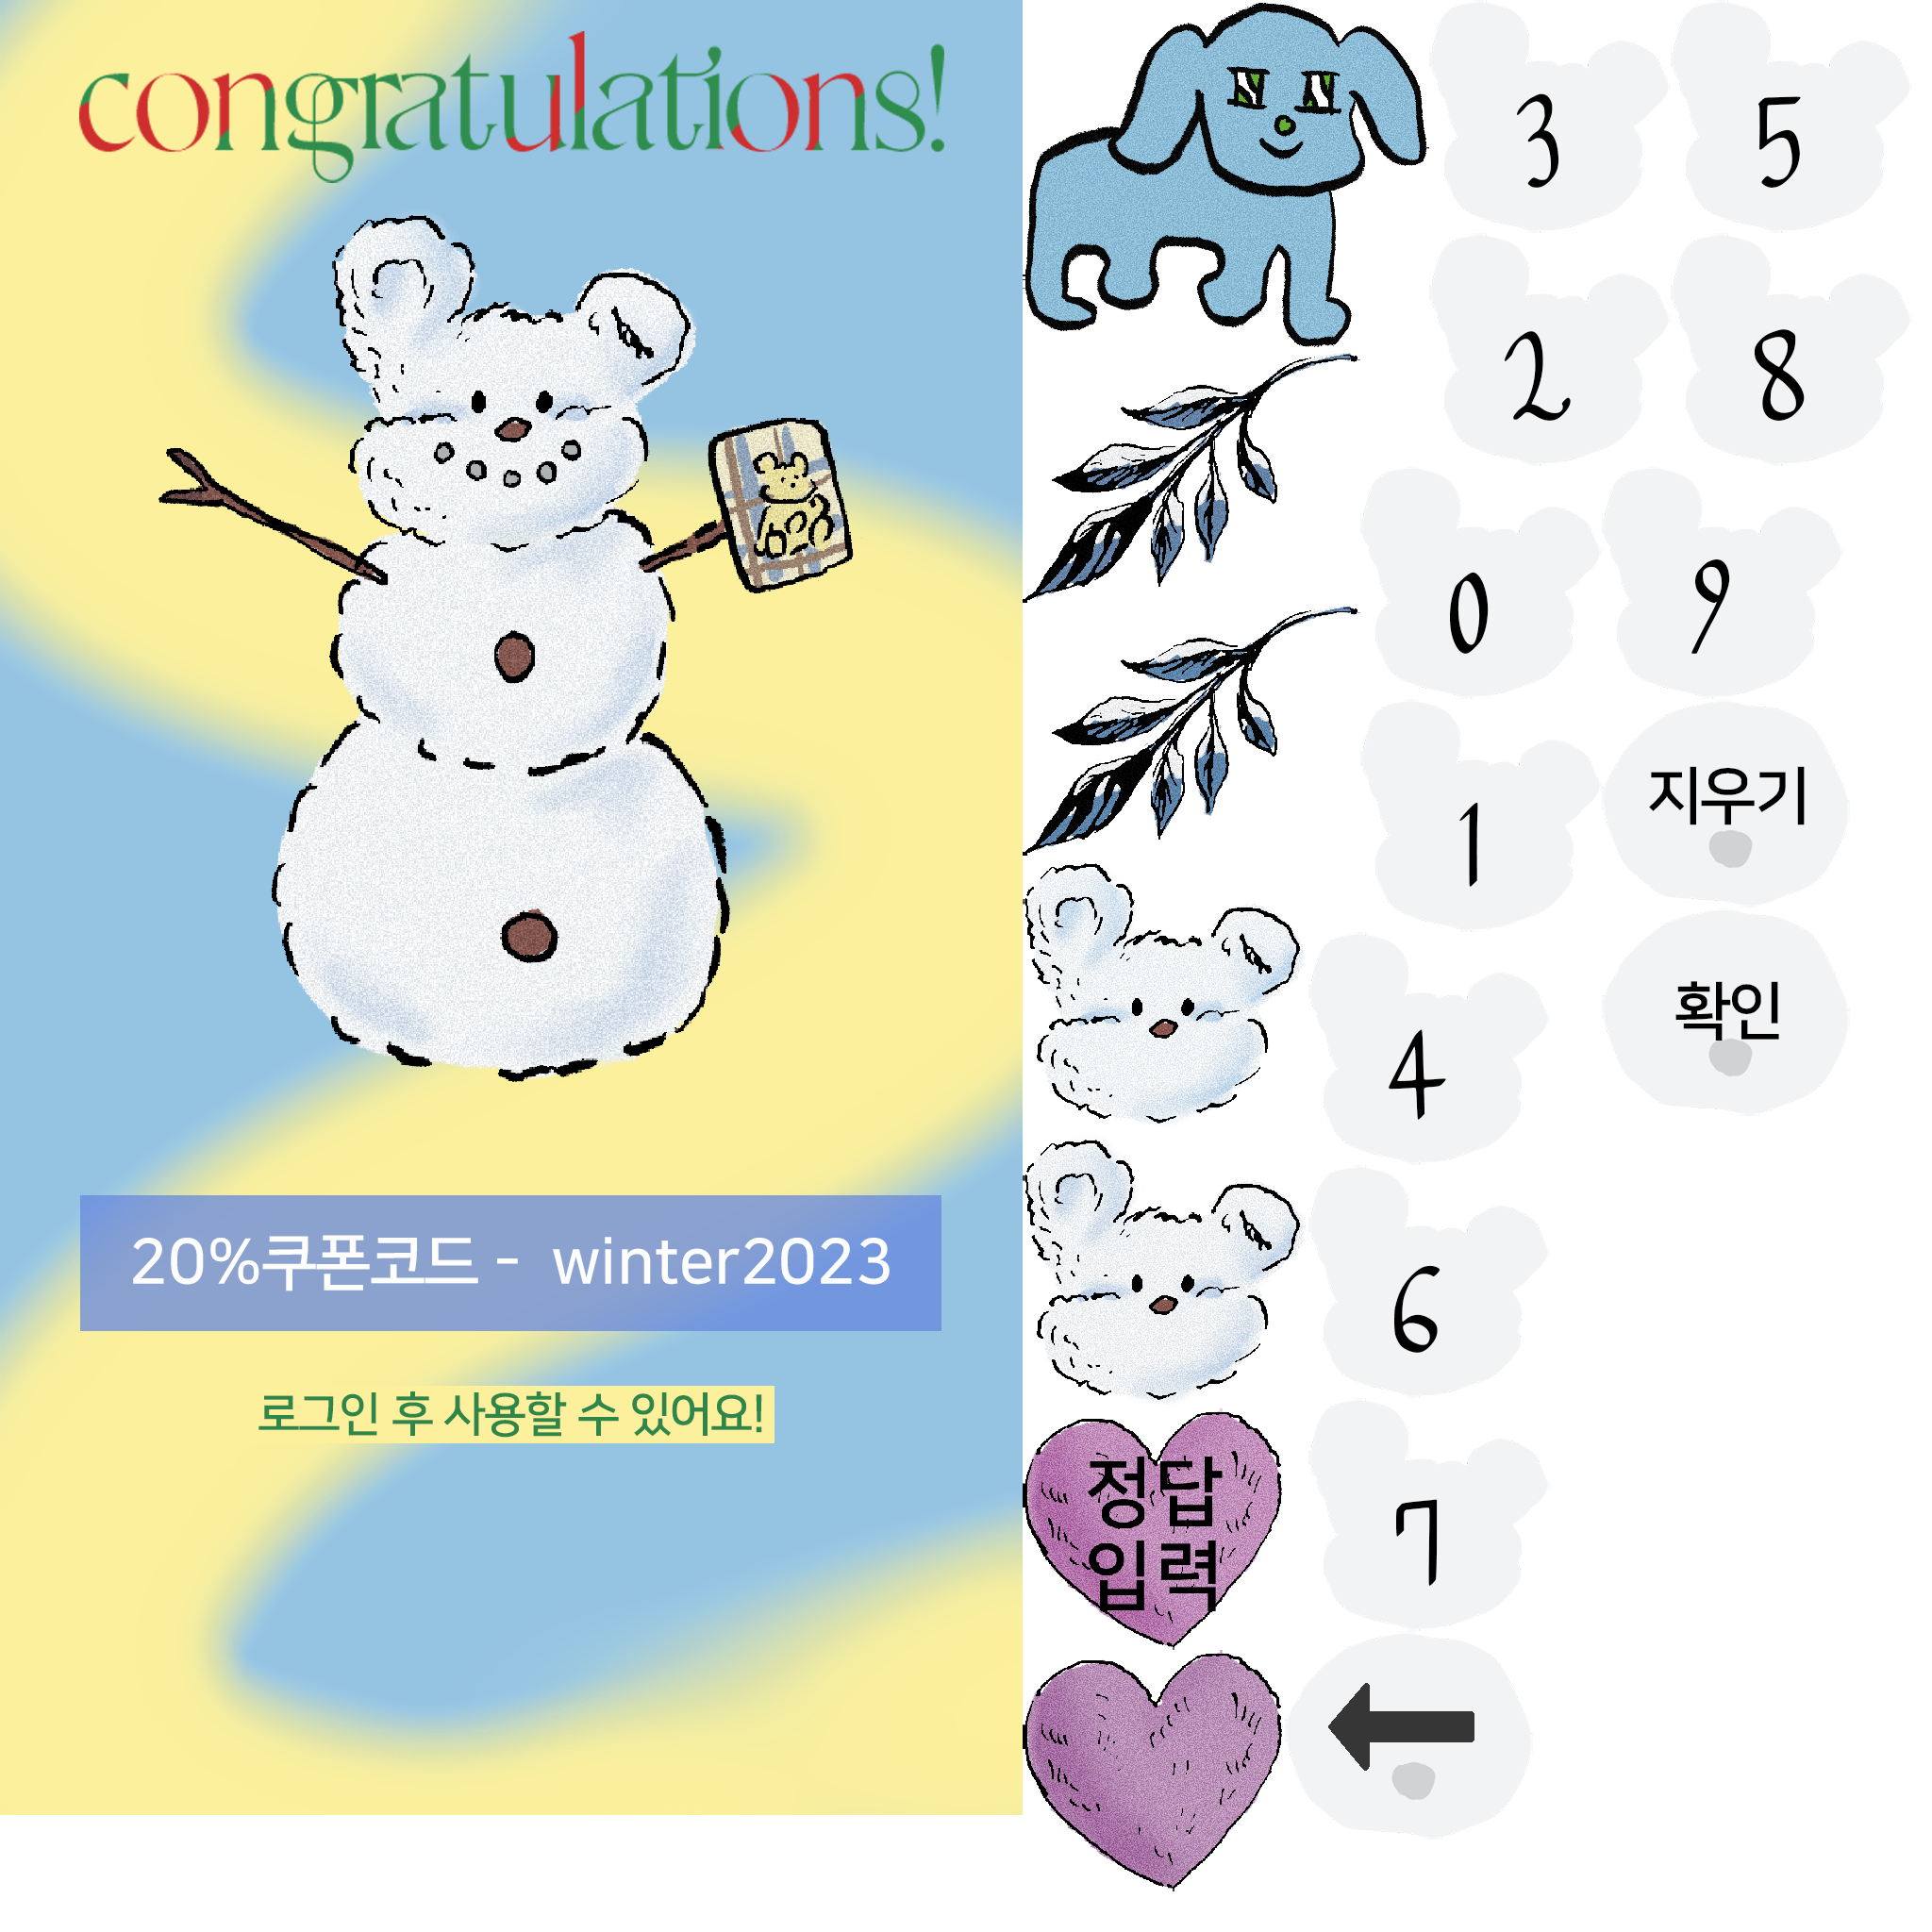 congratulations!
20%쿠폰코드 - winter2023
로그인 후 사용할 수 있어요!
3
5
2
8
0
9
1
지우기
4
확인
6
7
정답
입력